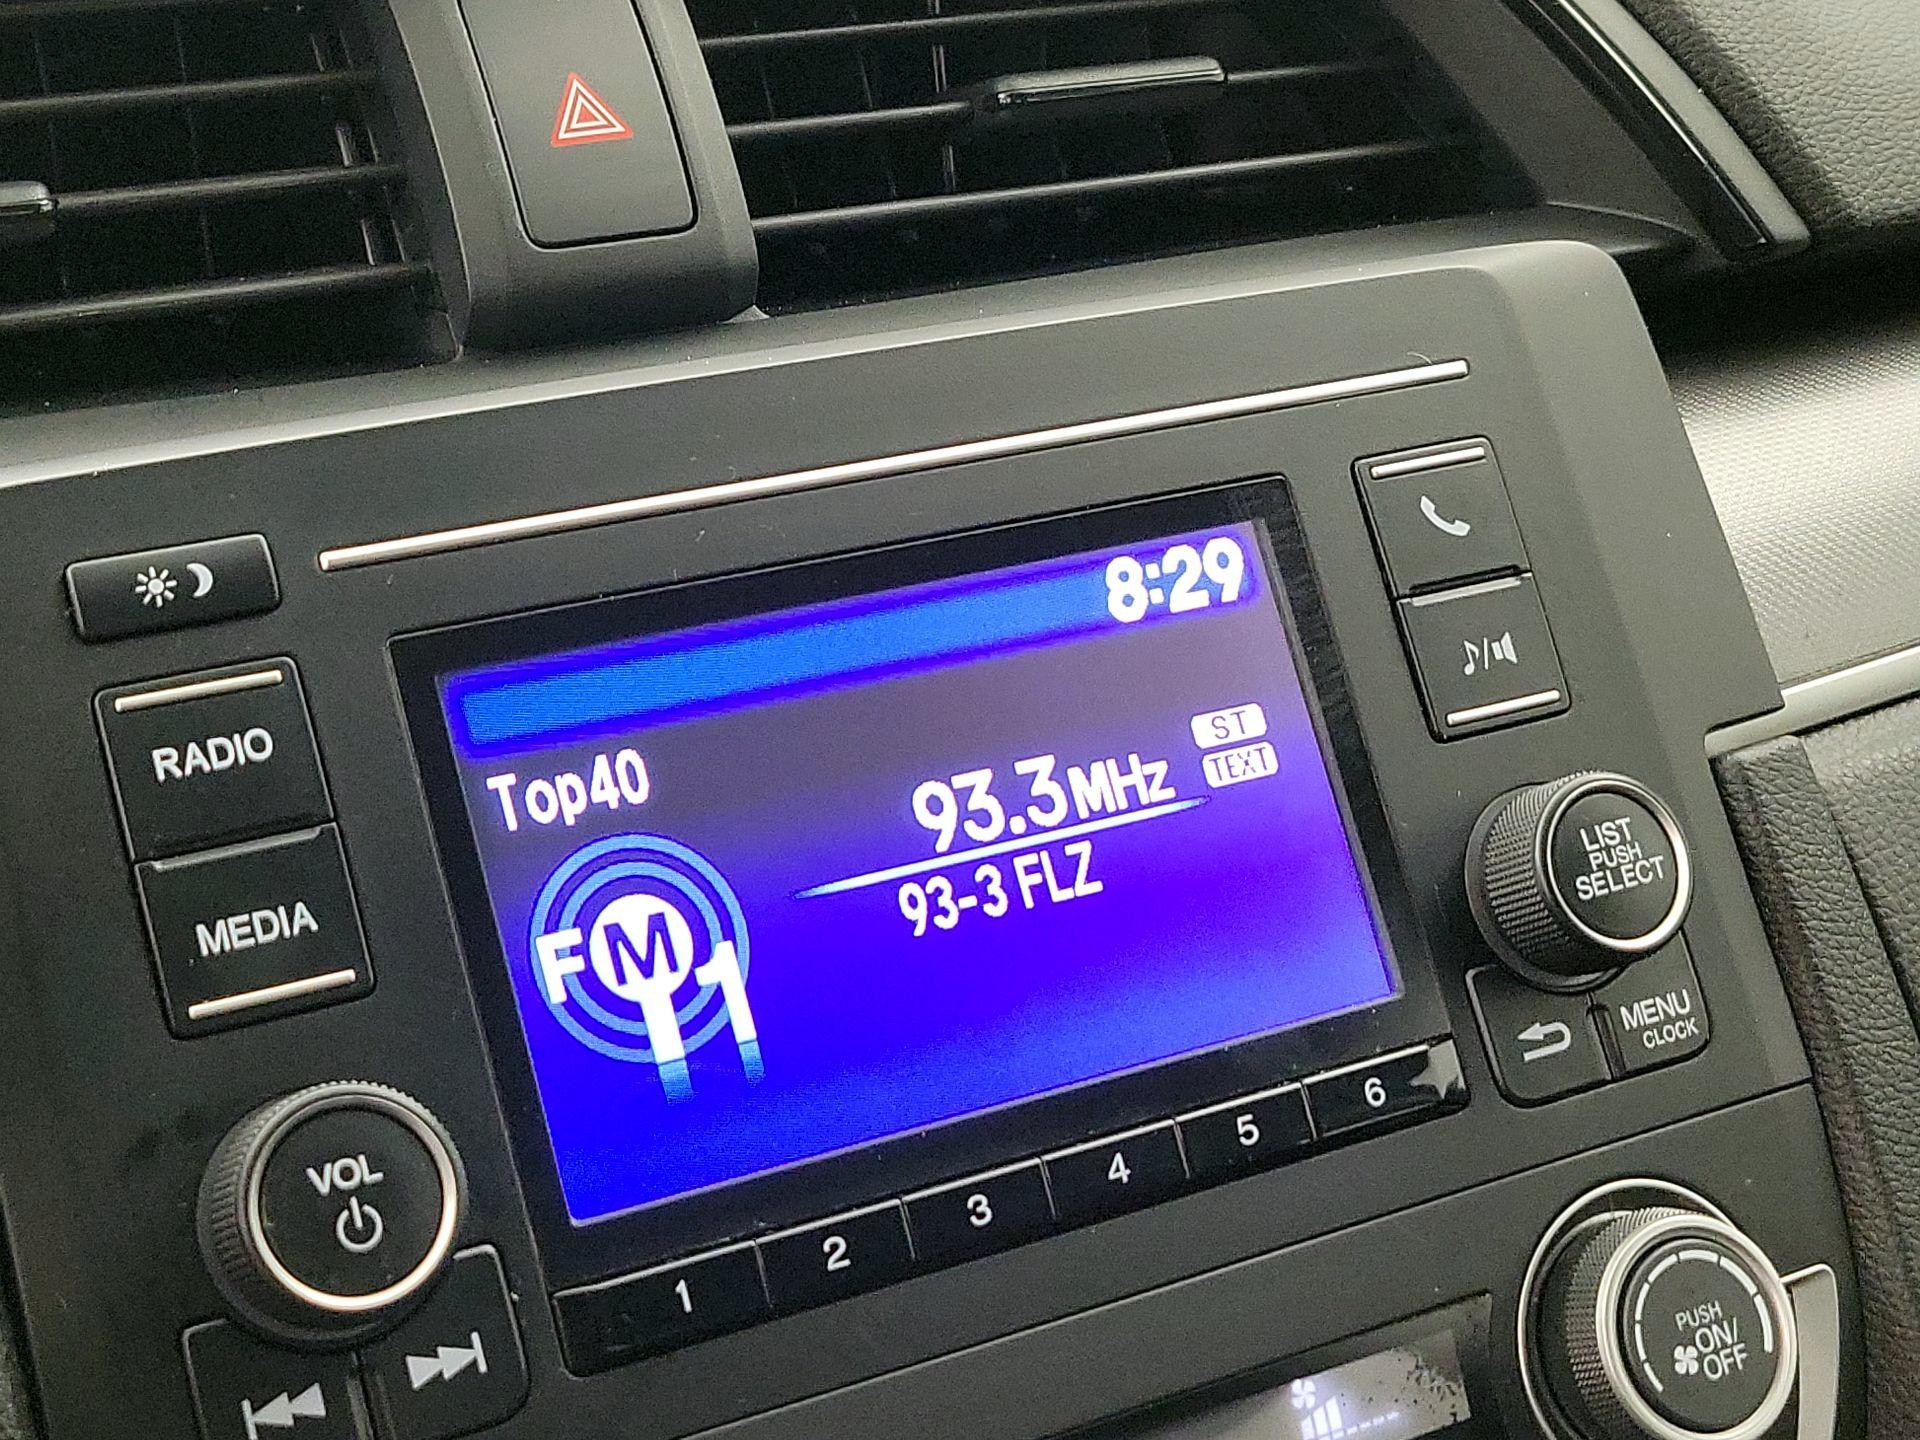 8:29
RADIO
Top40
93.3MHz
ST
TEXT
93-3 FLZ
FM1
MEDIA
LIST
PUSH
SELECT
MENU
CLOCK
VOL
1
2
3
4
5
6
PUSH
ON/
OFF